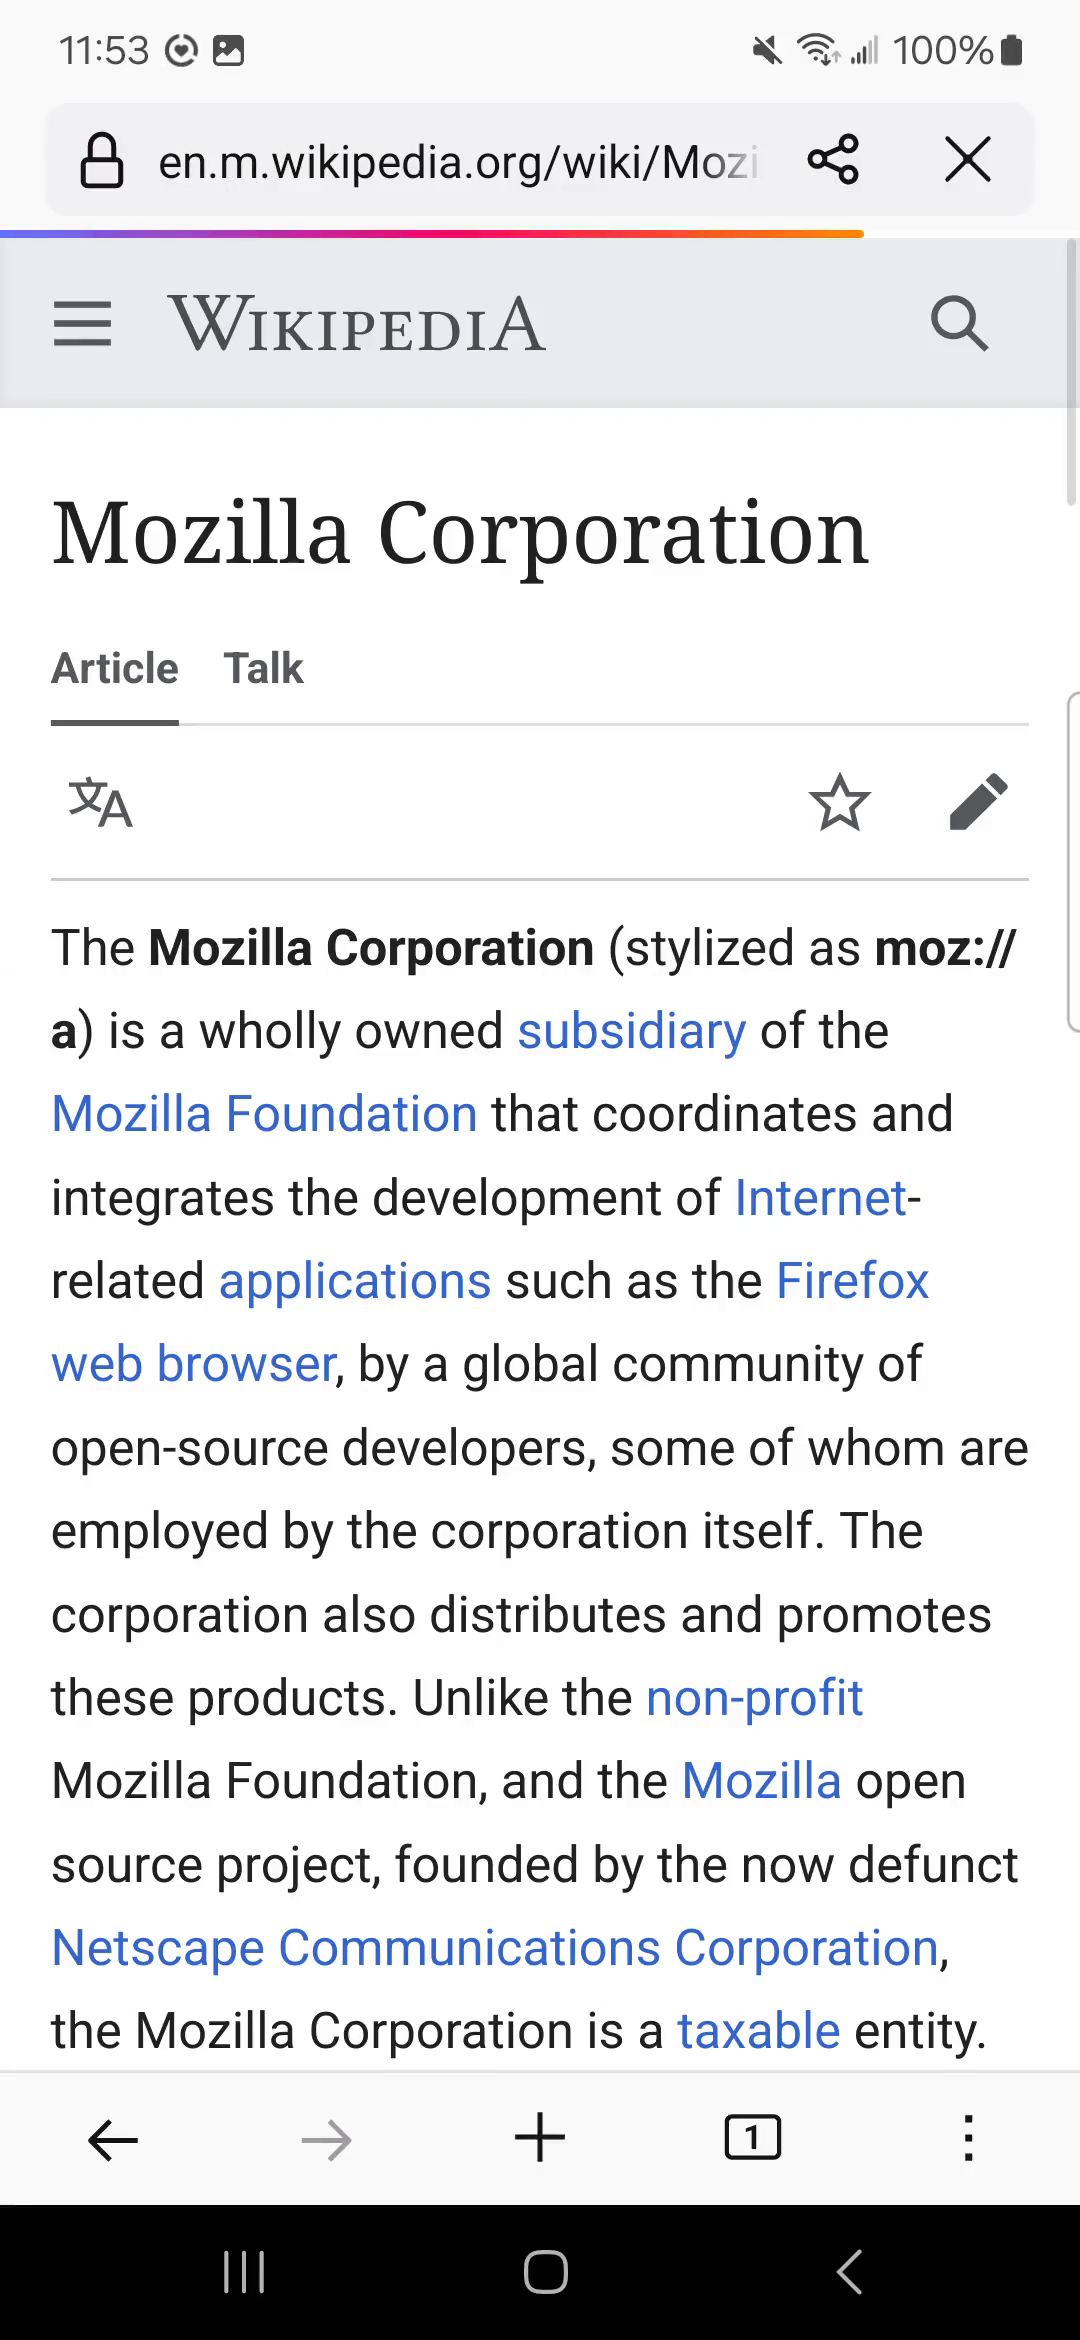 11:53
100%
en.m.wikipedia.org/wiki/Mozi
WIKIPEDIA
Mozilla Corporation
Article Talk
文A
The Mozilla Corporation (stylized as moz://
a) is a wholly owned subsidiary of the
Mozilla Foundation that coordinates and
integrates the development of Internet-
related applications such as the Firefox
web browser, by a global community of
open-source developers, some of whom are
employed by the corporation itself. The
corporation also distributes and promotes
these products. Unlike the non-profit
Mozilla Foundation, and the Mozilla open
source project, founded by the now defunct
Netscape Communications Corporation,
the Mozilla Corporation is a taxable entity.
1